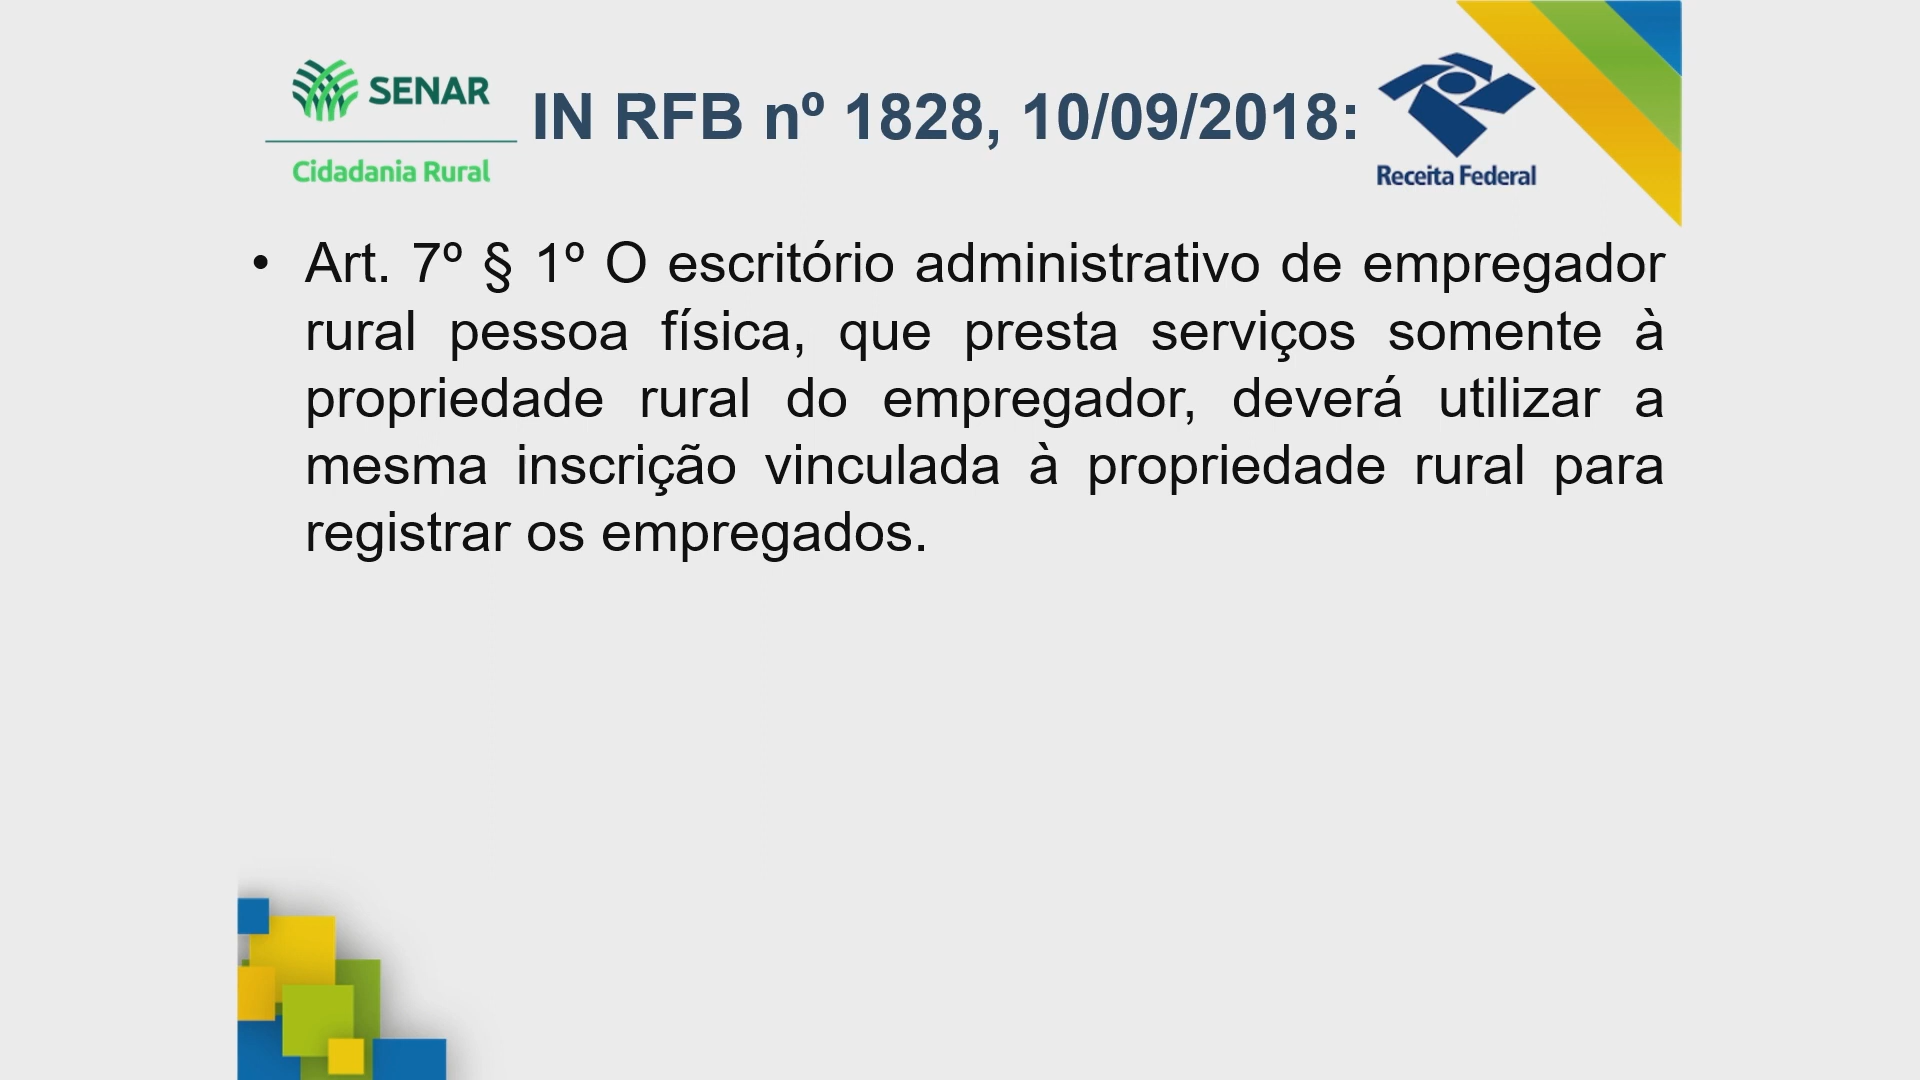 SENAR
Cidadania Rural
IN RFB nº 1828, 10/09/2018:
Receita Federal
• Art. 7º § 1º O escritório administrativo de empregador
rural pessoa física, que presta serviços somente à
propriedade rural do empregador, deverá utilizar a
mesma inscrição vinculada à propriedade rural para
registrar os empregados.